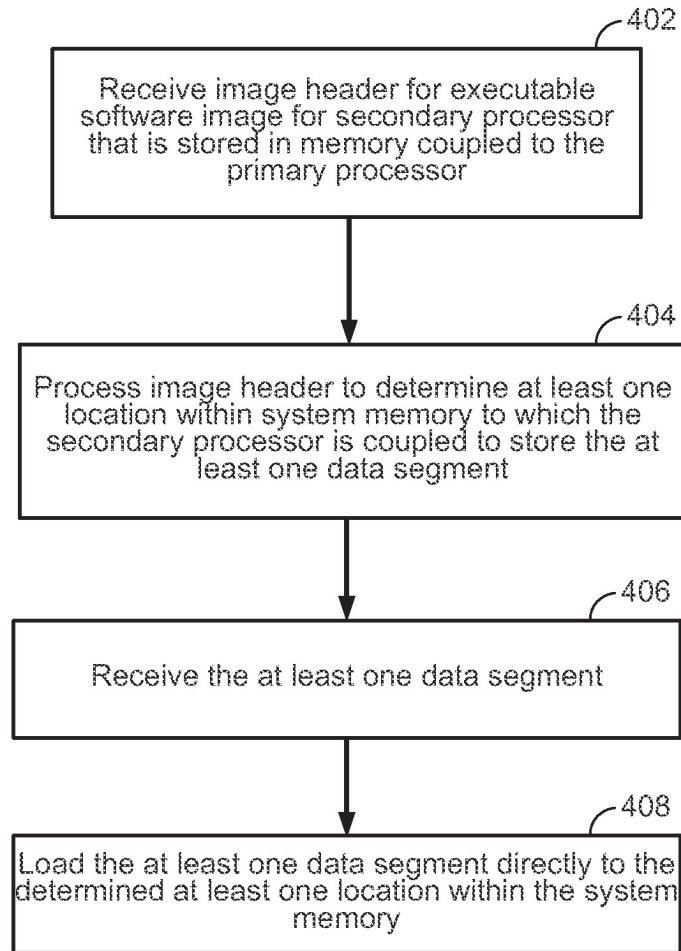 402
Receive image header for executable
software image for secondary processor
that is stored in memory coupled to the
primary processor
404
Process image header to determine at least one
location within system memory to which the
secondary processor is coupled to store the at
least one data segment
406
Receive the at least one data segment
408
Load the at least one data segment directly to the
determined at least one location within the system
memory